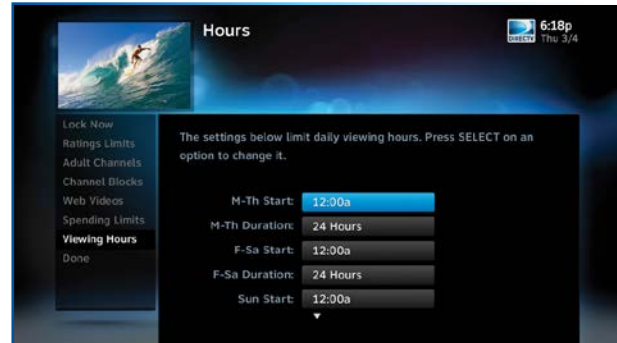 Hours
DIRECTV
6:18p
Thu 3/4
Lock Now
Ratings Limits
Adult Channels
Channel Blocks
Web Videos
Spending Limits
Viewing Hours
Done
The settings below limit daily viewing hours. Press SELECT on an
option to change it.
M-Th Start: 12:00a
M-Th Duration: 24 Hours
F-Sa Start: 12:00a
F-Sa Duration: 24 Hours
Sun Start: 12:00a